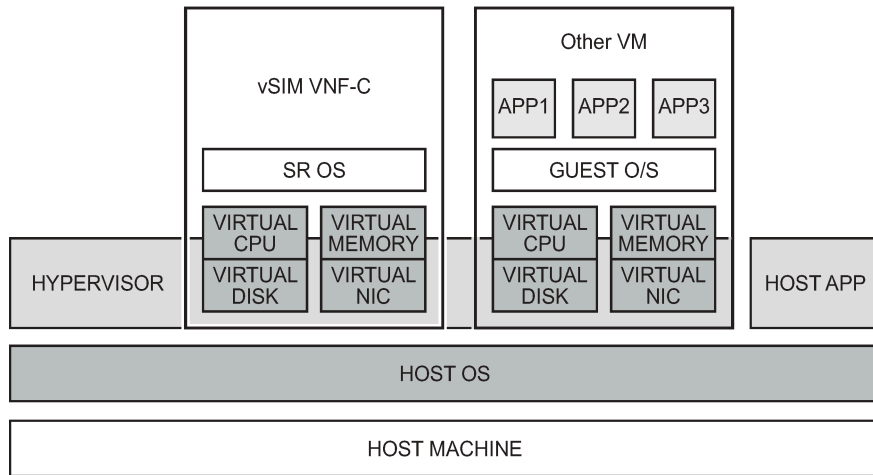 vSIM VNF-C
SR OS
VIRTUAL
CPU
VIRTUAL
MEMORY
VIRTUAL
DISK
VIRTUAL
NIC
Other VM
APP1
APP2
APP3
GUEST O/S
VIRTUAL
CPU
VIRTUAL
MEMORY
VIRTUAL
DISK
VIRTUAL
NIC
HYPERVISOR
HOST APP
HOST OS
HOST MACHINE